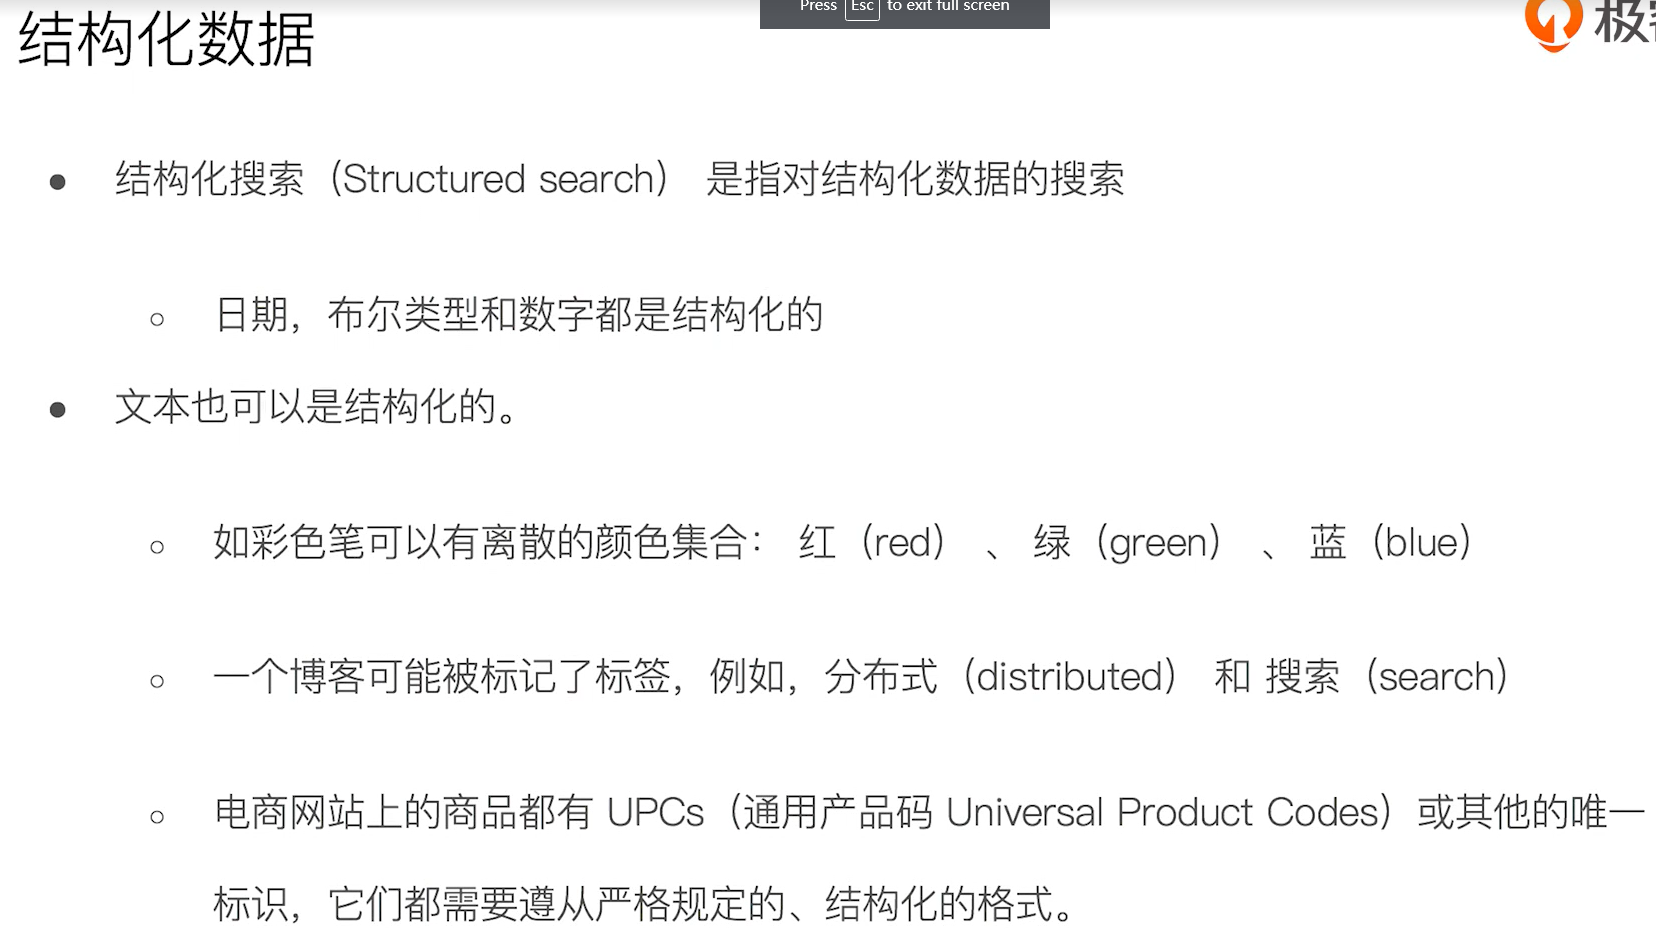 Press Esc to exit full screen
结构化数据
极客
• 结构化搜索（Structured search） 是指对结构化数据的搜索
○ 日期，布尔类型和数字都是结构化的
• 文本也可以是结构化的。
○ 如彩色笔可以有离散的颜色集合： 红（red） 、 绿（green） 、 蓝（blue）
○ 一个博客可能被标记了标签，例如，分布式（distributed） 和 搜索（search）
○ 电商网站上的商品都有 UPCs（通用产品码 Universal Product Codes）或其他的唯一
标识，它们都需要遵从严格规定的、结构化的格式。